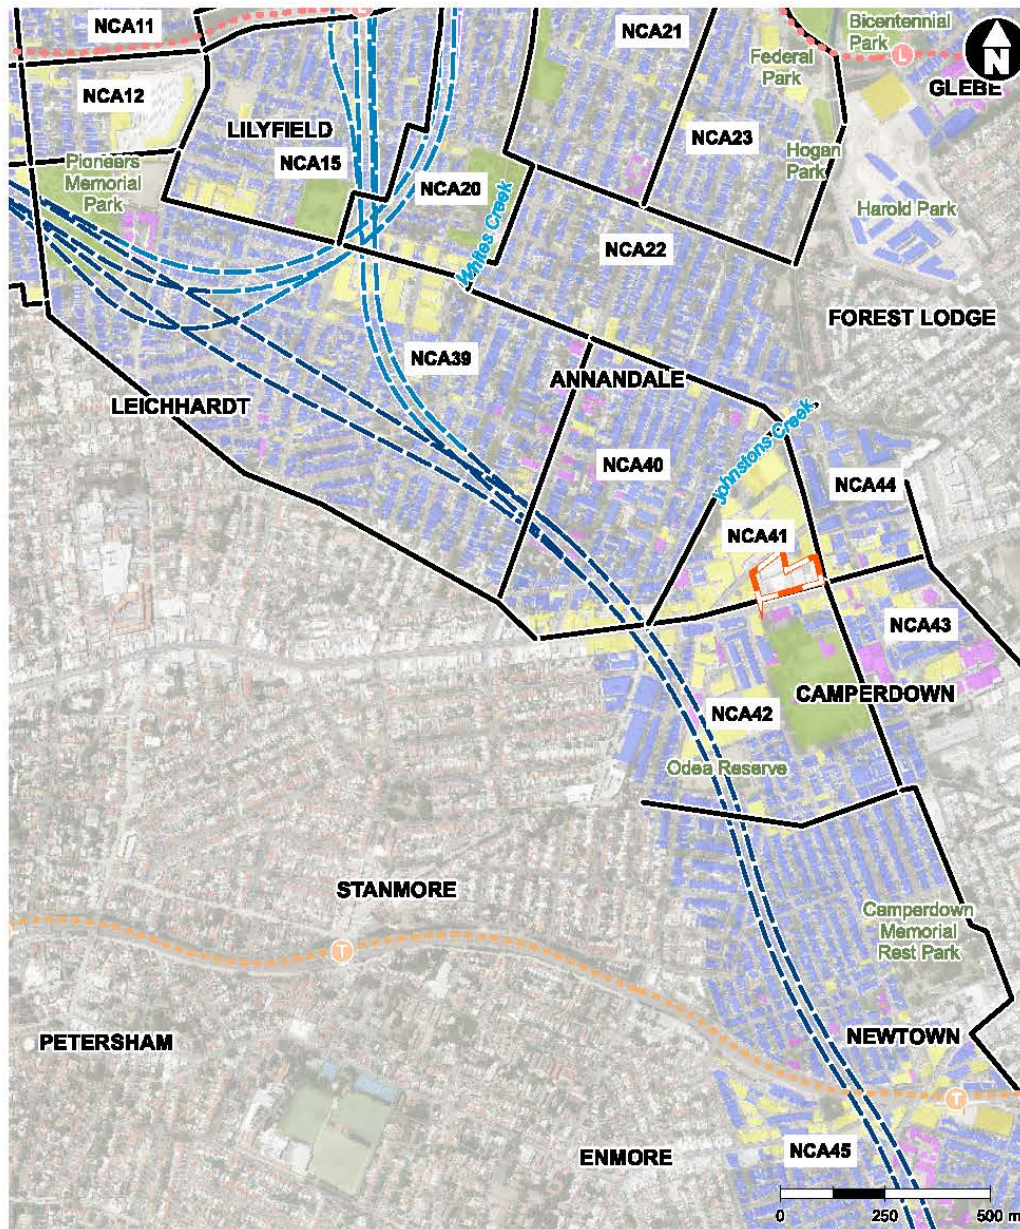 NCA11
NCA21
Bicentennial
Park
Federal
Park
L
N
GLEBE
NCA12
LILYFIELD
NCA23
NCA15
Pioneers
Memorial
Park
NCA20
Hogan
Park
Whites Creek
Harold Park
NCA22
FOREST LODGE
NCA39
ANNANDALE
LEICHHARDT
Johnstons Creek
NCA40
NCA44
NCA41
NCA43
CAMPERDOWN
NCA42
Odea Reserve
STANMORE
Camperdown
Memorial
Rest Park
T
PETERSHAM
NEWTOWN
T
NCA45
ENMORE
0
250
500 m